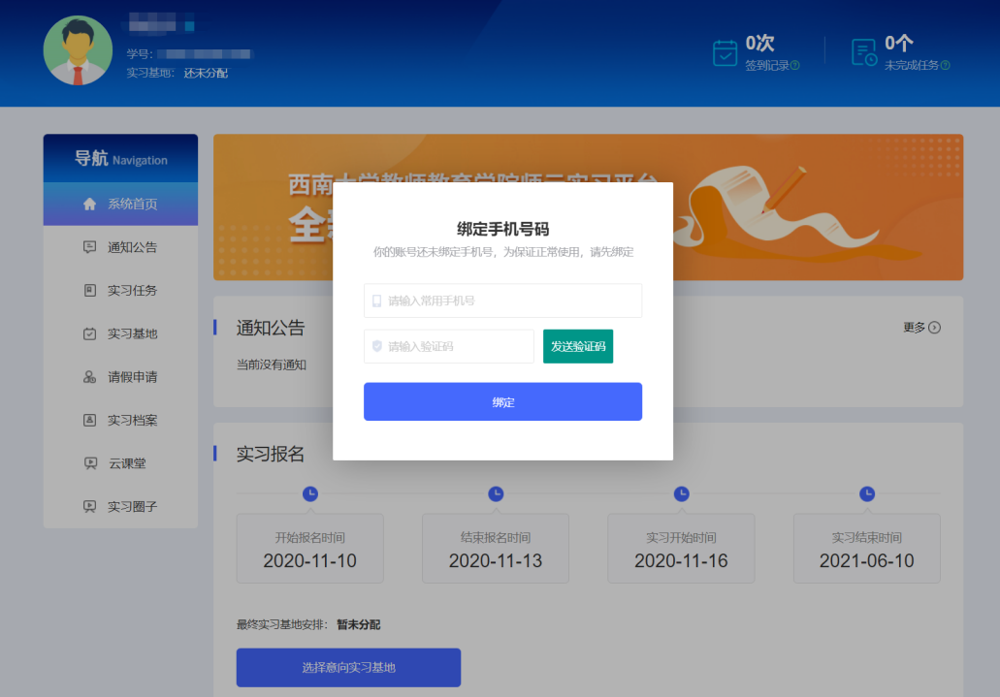 学号:
实习基地: 还未分配
0次
签到记录
0个
未完成任务
导航 Navigation
系统首页
通知公告
实习任务
实习基地
请假申请
实习档案
云课堂
实习圈子
西南大学教师教育学院师元实习平台
全
绑定手机号码
你的账号还未绑定手机号，为保证正常使用，请先绑定
请输入常用手机号
请输入验证码
发送验证码
绑定
通知公告
更多
当前没有通知
实习报名
开始报名时间
2020-11-10
结束报名时间
2020-11-13
实习开始时间
2020-11-16
实习结束时间
2021-06-10
最终实习基地安排: 暂未分配
选择意向实习基地